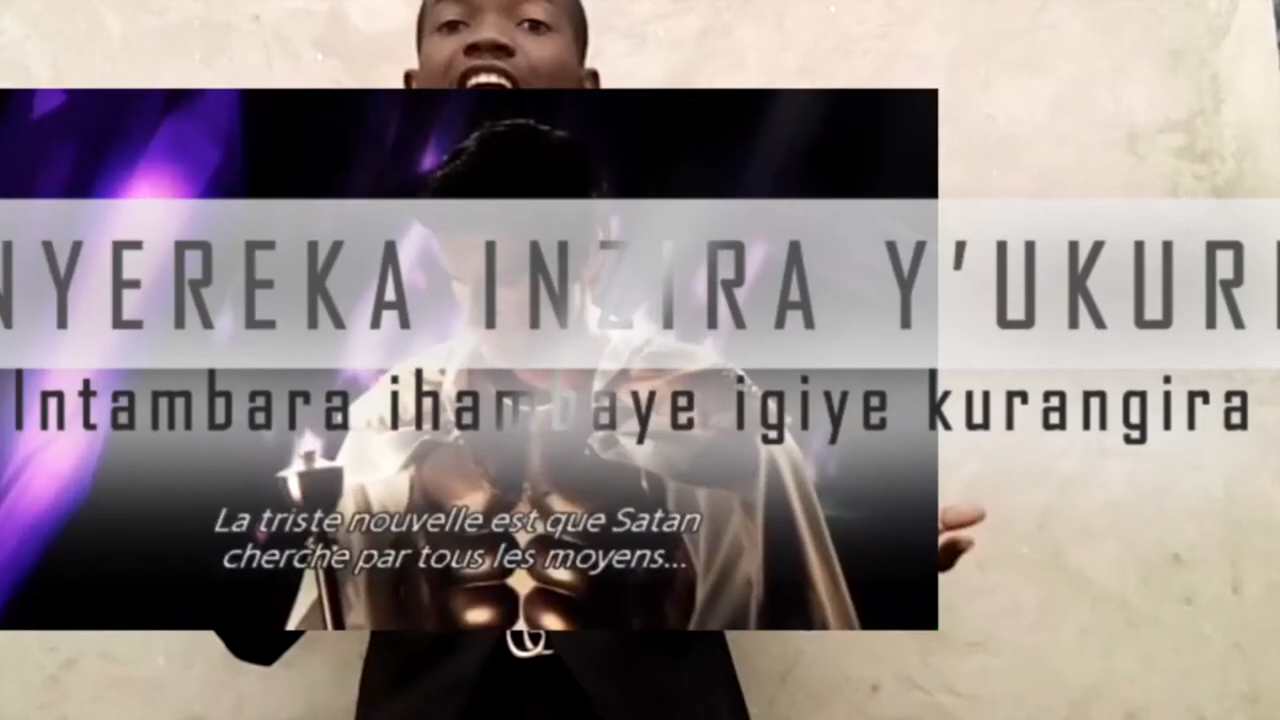 NYEREKA INZIRA Y'UKURI
Intambara ihambaye igiye kurangira
La triste nouvelle est que Satan
cherche par tous les moyens...